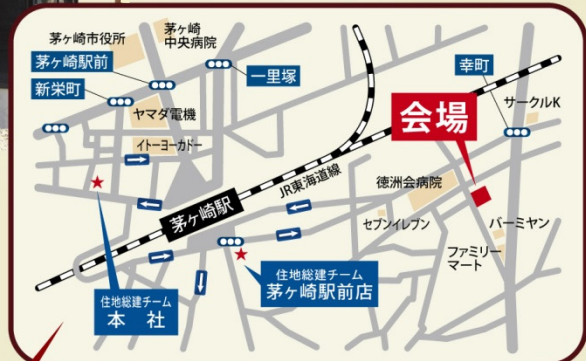 茅ヶ崎市役所
茅ヶ崎
中央病院
茅ヶ崎駅前
一里塚
新栄町
ヤマダ電機
イトーヨーカドー
幸町
サークルK
会場
JR東海道線
徳洲会病院
茅ヶ崎駅
セブンイレブン
バーミヤン
ファミリー
マート
住地総建チーム
本社
住地総建チーム
茅ヶ崎駅前店